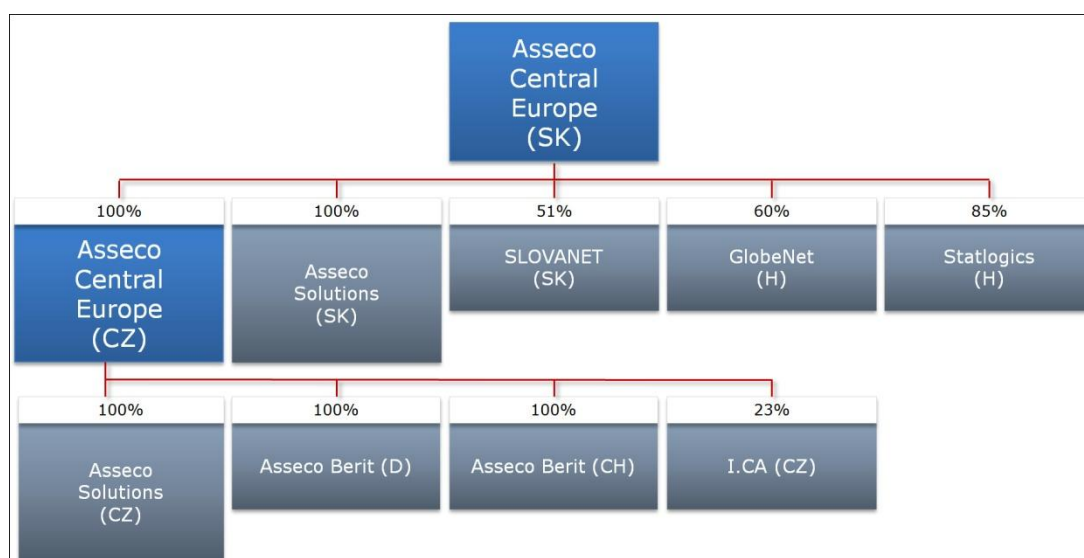 Asseco
Central
Europe
(SK)
100%
100%
51%
60%
85%
Asseco
Central
Europe
(CZ)
Asseco
Solutions
(SK)
SLOVANET
(SK)
GlobeNet
(H)
Statlogics
(H)
100%
100%
100%
23%
Asseco
Solutions
(CZ)
Asseco Berit (D)
Asseco Berit (CH)
I.CA (CZ)